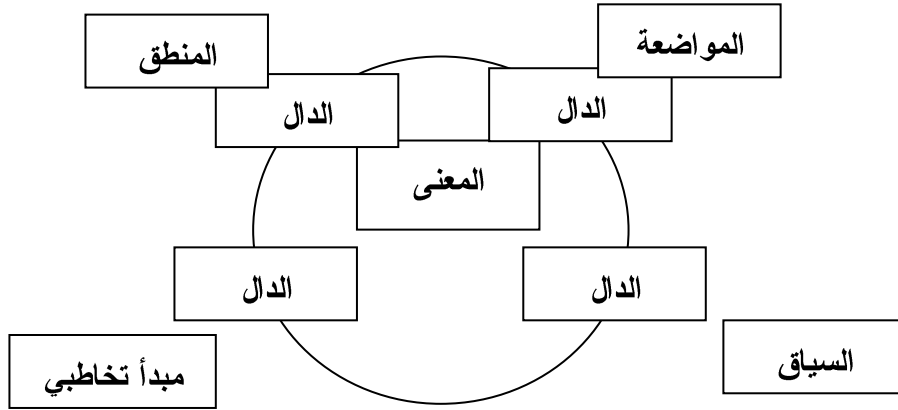 المواضعة
المنطق
الدال
الدال
المعنى
الدال
الدال
السياق
مبدأ تخاطبي